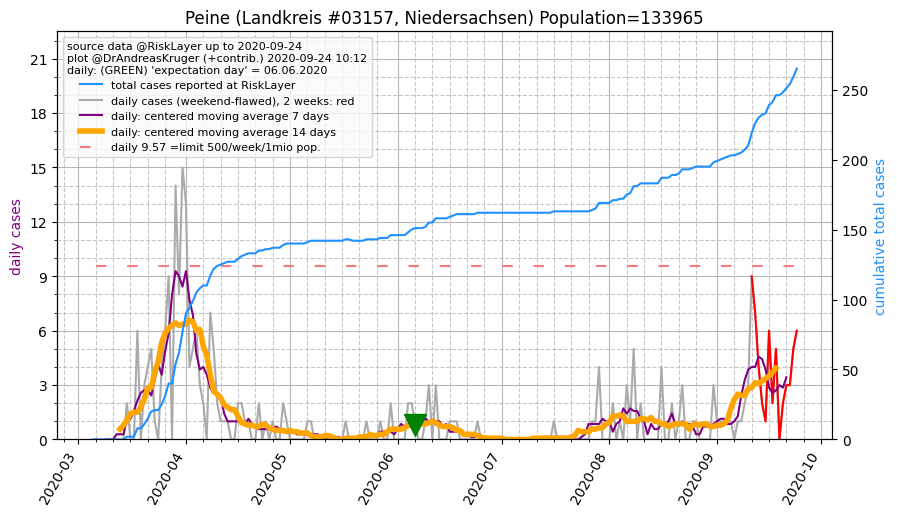 Peine (Landkreis #03157, Niedersachsen) Population=133965
source data @RiskLayer up to 2020-09-24
plot @DrAndreasKruger (+contrib.) 2020-09-24 10:12
daily: (GREEN) 'expectation day' = 06.06.2020
total cases reported at RiskLayer
daily cases (weekend-flawed), 2 weeks: red
daily: centered moving average 7 days
daily: centered moving average 14 days
daily 9.57 =limit 500/week/1mio pop.
daily cases
21
18
15
12
9
6
3
0
cumulative total cases
250
200
150
100
50
0
2020-03
2020-04
2020-05
2020-06
2020-07
2020-08
2020-09
2020-10